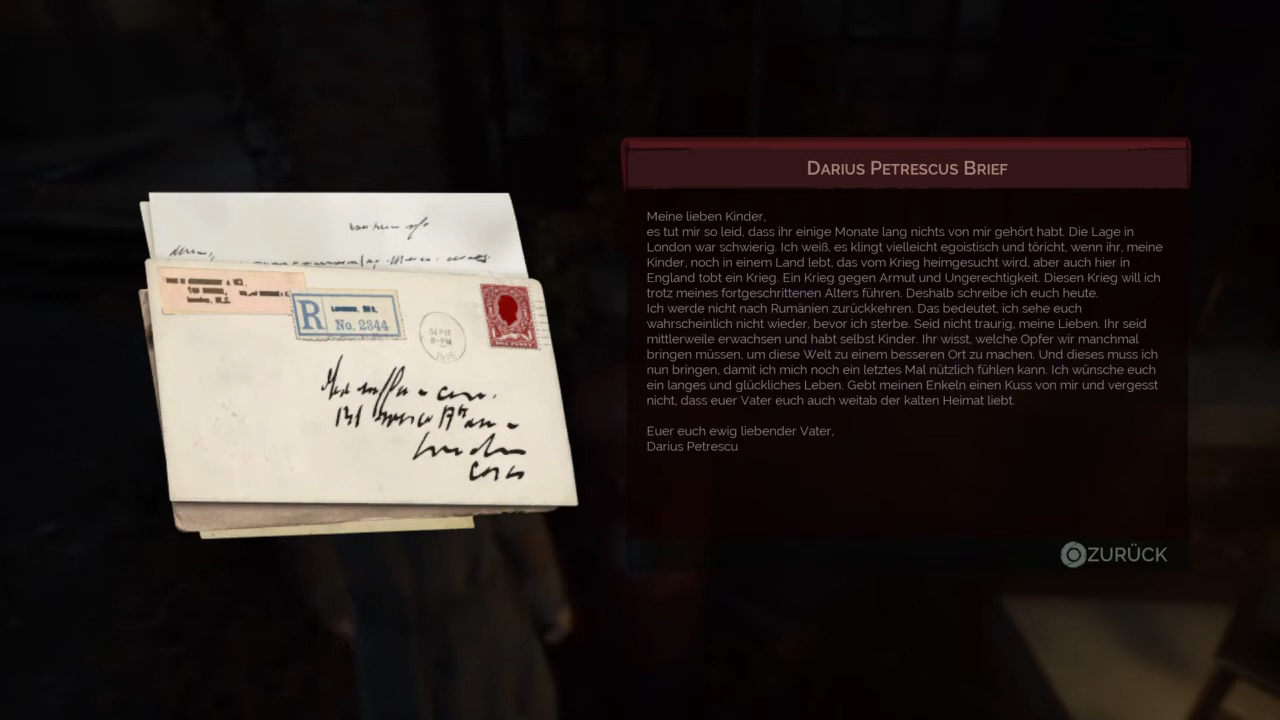 DARIUS PETRESCUS BRIEF
Meine lieben Kinder,
es tut mir so leid, dass ihr einige Monate lang nichts von mir gehört habt. Die Lage in
London war schwierig. Ich weiß, es klingt vielleicht egoistisch und töricht, wenn ihr, meine
Kinder, noch in einem Land lebt, das vom Krieg heimgesucht wird, aber auch hier in
England tobt ein Krieg. Ein Krieg gegen Armut und Ungerechtigkeit. Diesen Krieg will ich
trotz meines fortgeschrittenen Alters führen. Deshalb schreibe ich euch heute.
Ich werde nicht nach Rumänien zurückkehren. Das bedeutet, ich sehe euch
wahrscheinlich nicht wieder, bevor ich sterbe. Seid nicht traurig, meine Lieben. Ihr seid
mittlerweile erwachsen und habt selbst Kinder. Ihr wisst, welche Opfer wir manchmal
bringen müssen, um diese Welt zu einem besseren Ort zu machen. Und dieses muss ich
nun bringen, damit ich mich noch ein letztes Mal nützlich fühlen kann. Ich wünsche euch
ein langes und glückliches Leben. Gebt meinen Enkeln einen Kuss von mir und vergesst
nicht, dass euer Vater euch auch weitab der kalten Heimat liebt.
Euer euch ewig liebender Vater,
Darius Petrescu
ZURÜCK
R
No. 2344
ONE PENNY